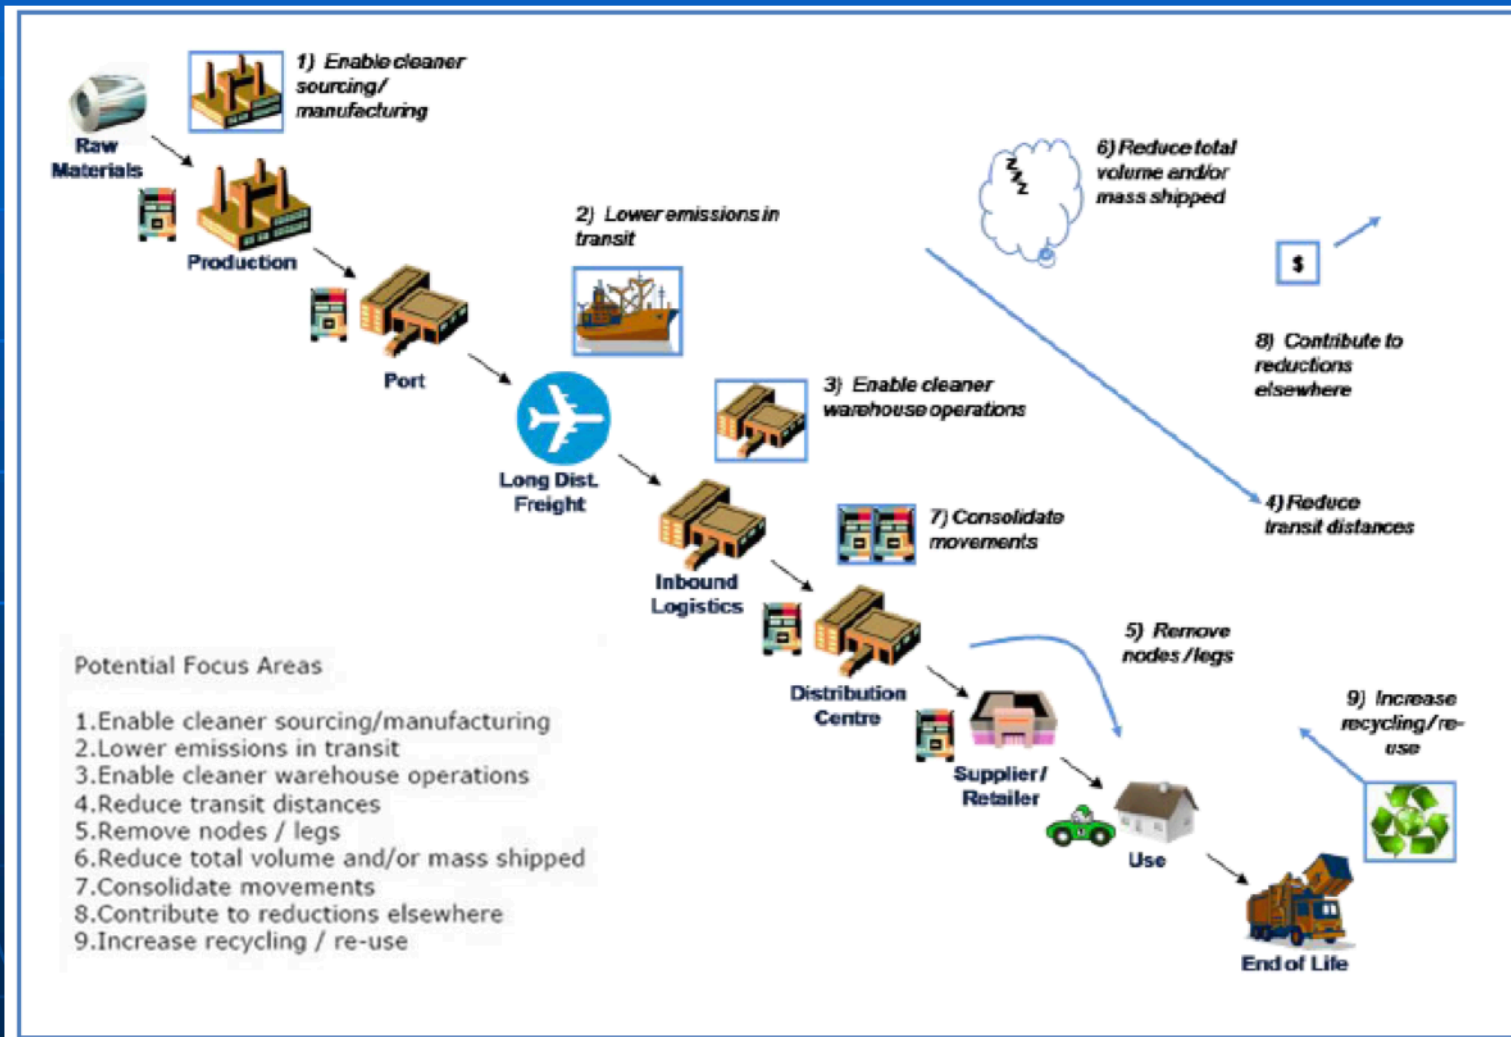 1) Enable cleaner
sourcing/
manufacturing
Raw
Materials
Production
2) Lower emissions in
transit
Port
z
z
z
6) Reduce total
volume and/or
mass shipped
$
8) Contribute to
reductions
elsewhere
3) Enable cleaner
warehouse operations
Long Dist.
Freight
4) Reduce
transit distances
7) Consolidate
movements
Inbound
Logistics
5) Remove
nodes / legs
Distribution
Centre
9) Increase
recycling / re-
use
Supplier /
Retailer
Use
End of Life
Potential Focus Areas
1.Enable cleaner sourcing/manufacturing
2.Lower emissions in transit
3.Enable cleaner warehouse operations
4.Reduce transit distances
5.Remove nodes / legs
6.Reduce total volume and/or mass shipped
7.Consolidate movements
8.Contribute to reductions elsewhere
9.Increase recycling / re-use